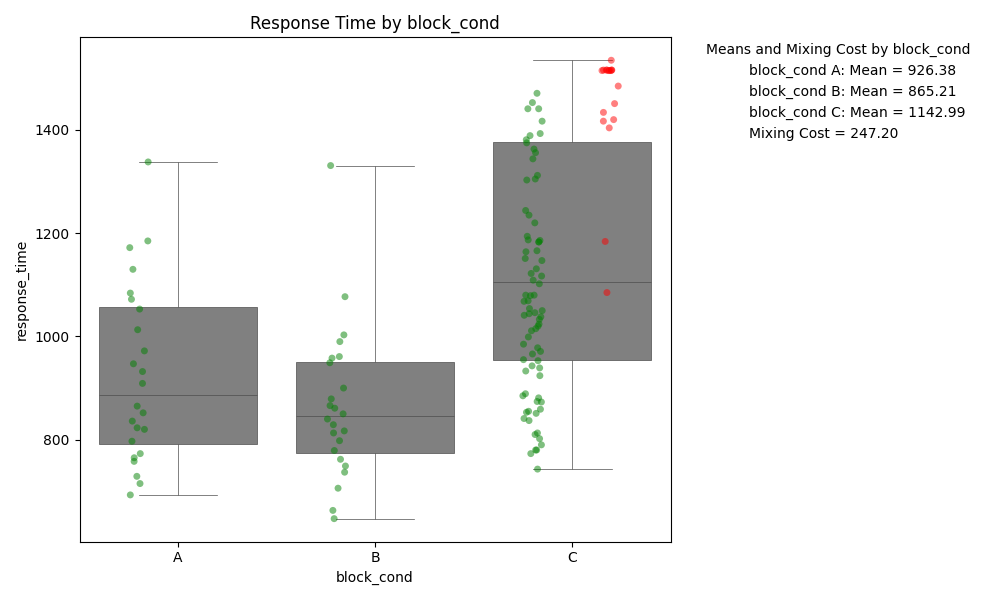 Response Time by block_cond
Means and Mixing Cost by block_cond
block_cond A: Mean = 926.38
block_cond B: Mean = 865.21
block_cond C: Mean = 1142.99
Mixing Cost = 247.20
response_time
1400
1200
1000
800
A
B
C
block_cond